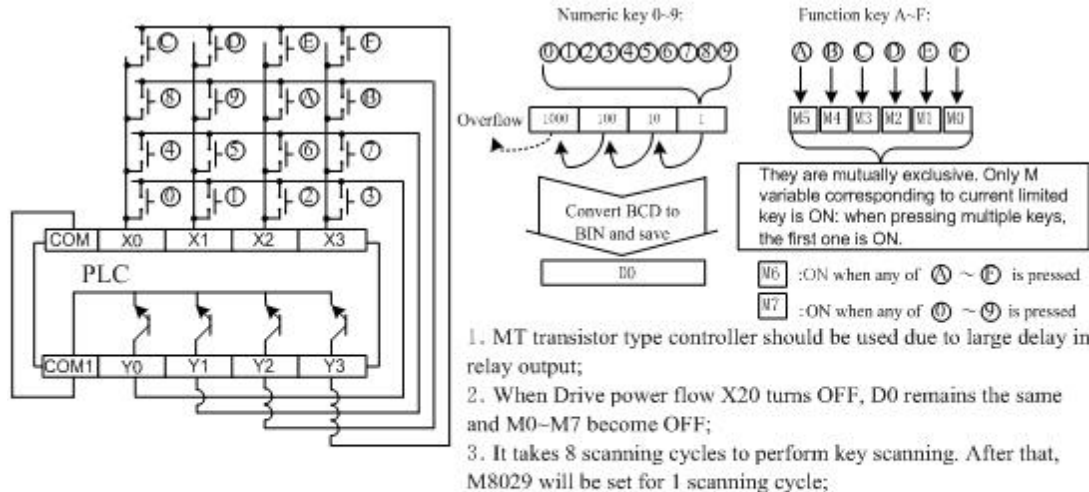 Ⓒ Ⓓ Ⓔ Ⓕ
⑧ ⑨ Ⓐ Ⓑ
④ ⑤ ⑥ ⑦
⓪ ① ② ③
COM X0 X1 X2 X3
PLC
COM1 Y0 Y1 Y2 Y3
Numeric key 0~9:
⓪①②③④⑤⑥⑦⑧⑨
Overflow 1000 100 10 1
Convert BCD to
BIN and save
D0
Function key A~F:
Ⓐ Ⓑ Ⓒ Ⓓ Ⓔ Ⓕ
M5 M4 M3 M2 M1 M0
They are mutually exclusive. Only M
variable corresponding to current limited
key is ON: when pressing multiple keys,
the first one is ON.
M6 :ON when any of Ⓐ ~ Ⓕ is pressed
M7 :ON when any of ⓪ ~ ⑨ is pressed
1. MT transistor type controller should be used due to large delay in
relay output;
2. When Drive power flow X20 turns OFF, D0 remains the same
and M0~M7 become OFF;
3. It takes 8 scanning cycles to perform key scanning. After that,
M8029 will be set for 1 scanning cycle;